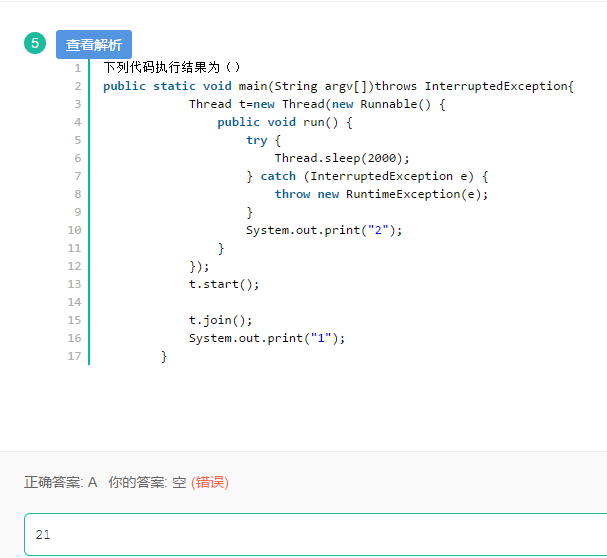 5 查看解析
1 下列代码执行结果为（）
2 public static void main(String argv[])throws InterruptedException{
3 Thread t=new Thread(new Runnable() {
4 public void run() {
5 try {
6 Thread.sleep(2000);
7 } catch (InterruptedException e) {
8 throw new RuntimeException(e);
9 }
10 System.out.print("2");
11 }
12 });
13 t.start();
14
15 t.join();
16 System.out.print("1");
17 }
正确答案: A 你的答案: 空 (错误)
21